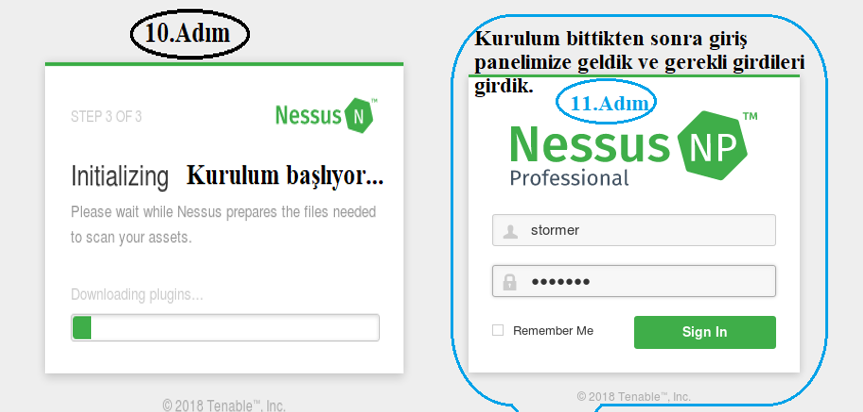 10.Adım
STEP 3 OF 3
Nessus N™
Initializing Kurulum başlıyor...
Please wait while Nessus prepares the files needed
to scan your assets.
Downloading plugins...
© 2018 Tenable™, Inc.
Kurulum bittikten sonra giriş
panelimize geldik ve gerekli girdileri
girdik.
11.Adım
Nessus NP™
Professional
stormer
•••••••
Remember Me
Sign In
© 2018 Tenable™, Inc.